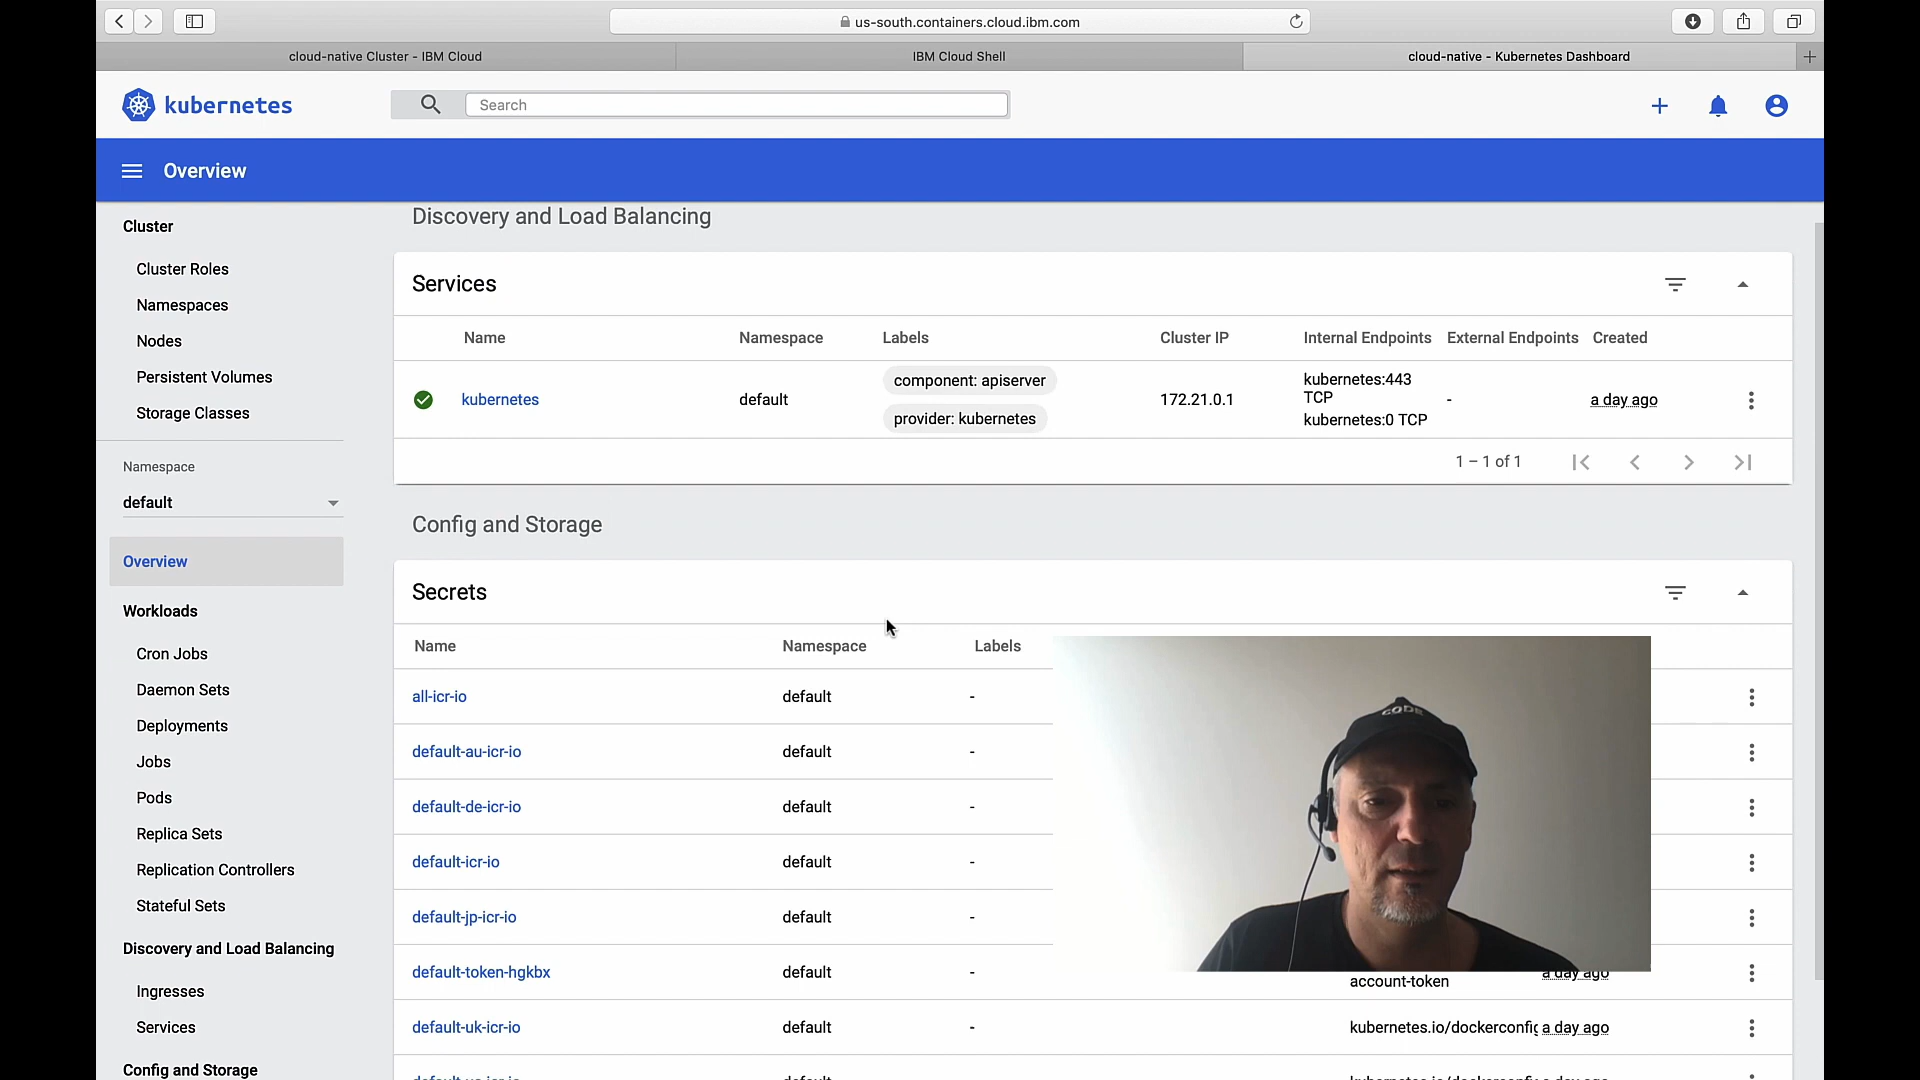 us-south.containers.cloud.ibm.com
cloud-native Cluster - IBM Cloud
IBM Cloud Shell
cloud-native - Kubernetes Dashboard
kubernetes
Search
Overview
Cluster
Cluster Roles
Namespaces
Nodes
Persistent Volumes
Storage Classes
Namespace
default
Overview
Workloads
Cron Jobs
Daemon Sets
Deployments
Jobs
Pods
Replica Sets
Replication Controllers
Stateful Sets
Discovery and Load Balancing
Ingresses
Services
Config and Storage
Discovery and Load Balancing
Services
Name Namespace Labels Cluster IP Internal Endpoints External Endpoints Created
kubernetes default component: apiserver provider: kubernetes 172.21.0.1 kubernetes:443 TCP kubernetes:0 TCP - a day ago
1 – 1 of 1
Config and Storage
Secrets
Name Namespace Labels
all-icr-io default -
default-au-icr-io default -
default-de-icr-io default -
default-icr-io default -
default-jp-icr-io default -
default-token-hgkbx default - account-token a day ago
default-uk-icr-io default - kubernetes.io/dockerconfig a day ago
CODE